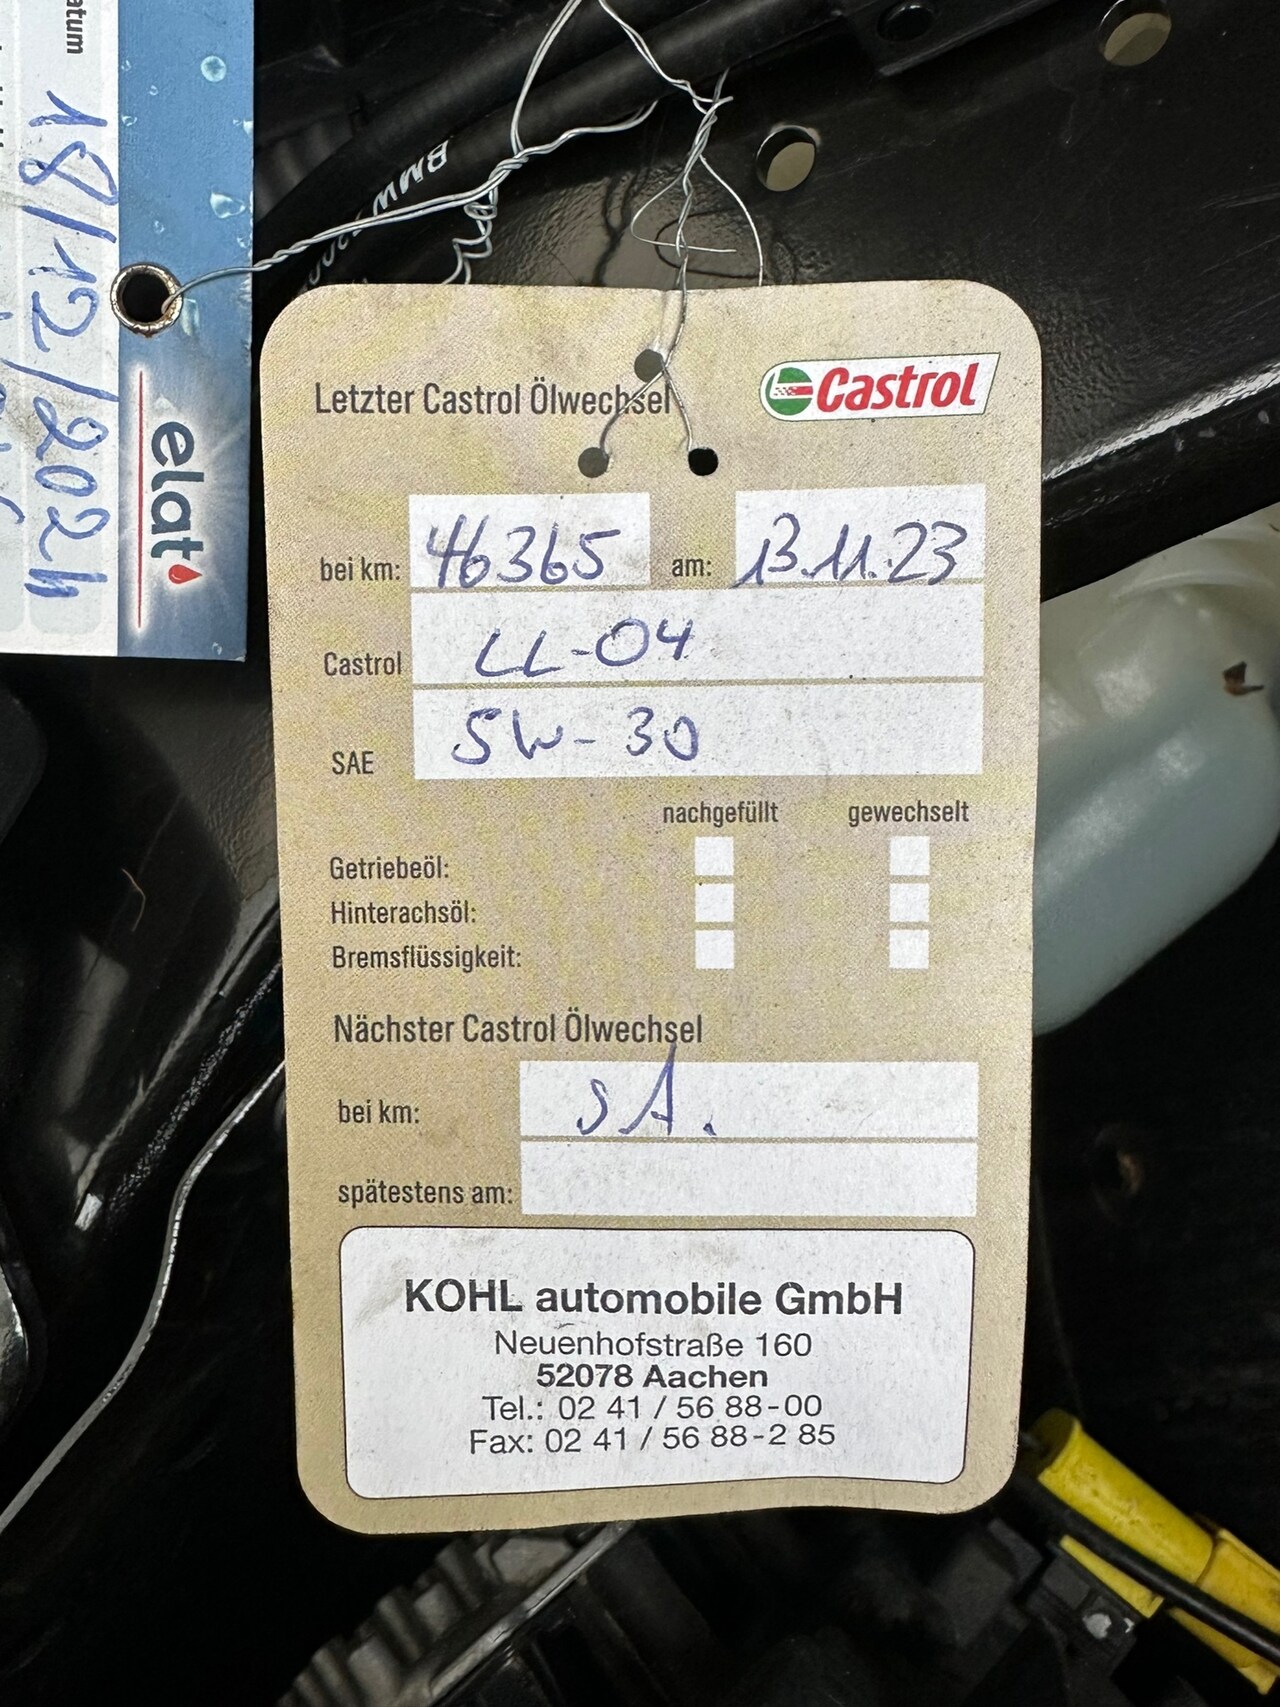 atum
18/12/2024
elat
BMW
Letzter Castrol Ölwechsel
Castrol
bei km: 46365 am: 13.11.23
Castrol LL-04
SAE 5W-30
nachgefüllt gewechselt
Getriebeöl:
Hinterachsöl:
Bremsflüssigkeit:
Nächster Castrol Ölwechsel
bei km: sA.
spätestens am:
KOHL automobile GmbH
Neuenhofstraße 160
52078 Aachen
Tel.: 02 41 / 56 88-00
Fax: 02 41 / 56 88-2 85